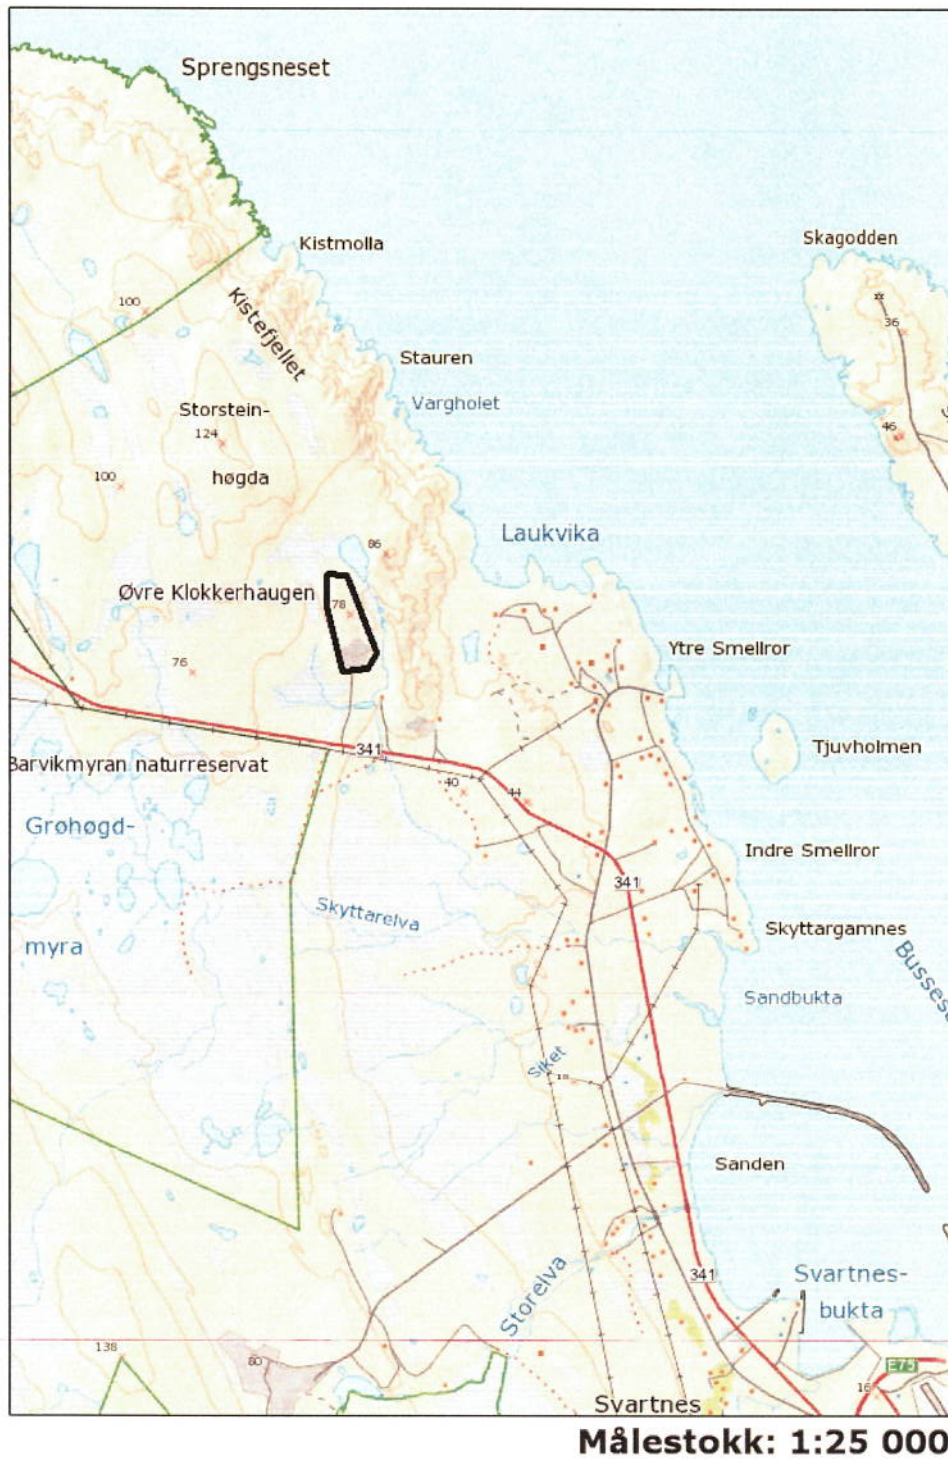 Sprengsneset
Kistmolla
Skagodden
100
Kistefjellet
36
Stauren
Vargholet
Storstein-
124
46
høgda
100
Laukvika
86
Øvre Klokkerhaugen
78
Ytre Smellror
76
341
Tjuvholmen
Barvikmyran naturreservat
40
44
Grøhøgd-
Indre Smellror
341
Skyttarelva
Skyttargamnes
myra
Sandbukta
Siket
18
Sanden
Storelva
341
Svartnes-
bukta
138
80
E75
16
Svartnes
Målestokk: 1:25 000